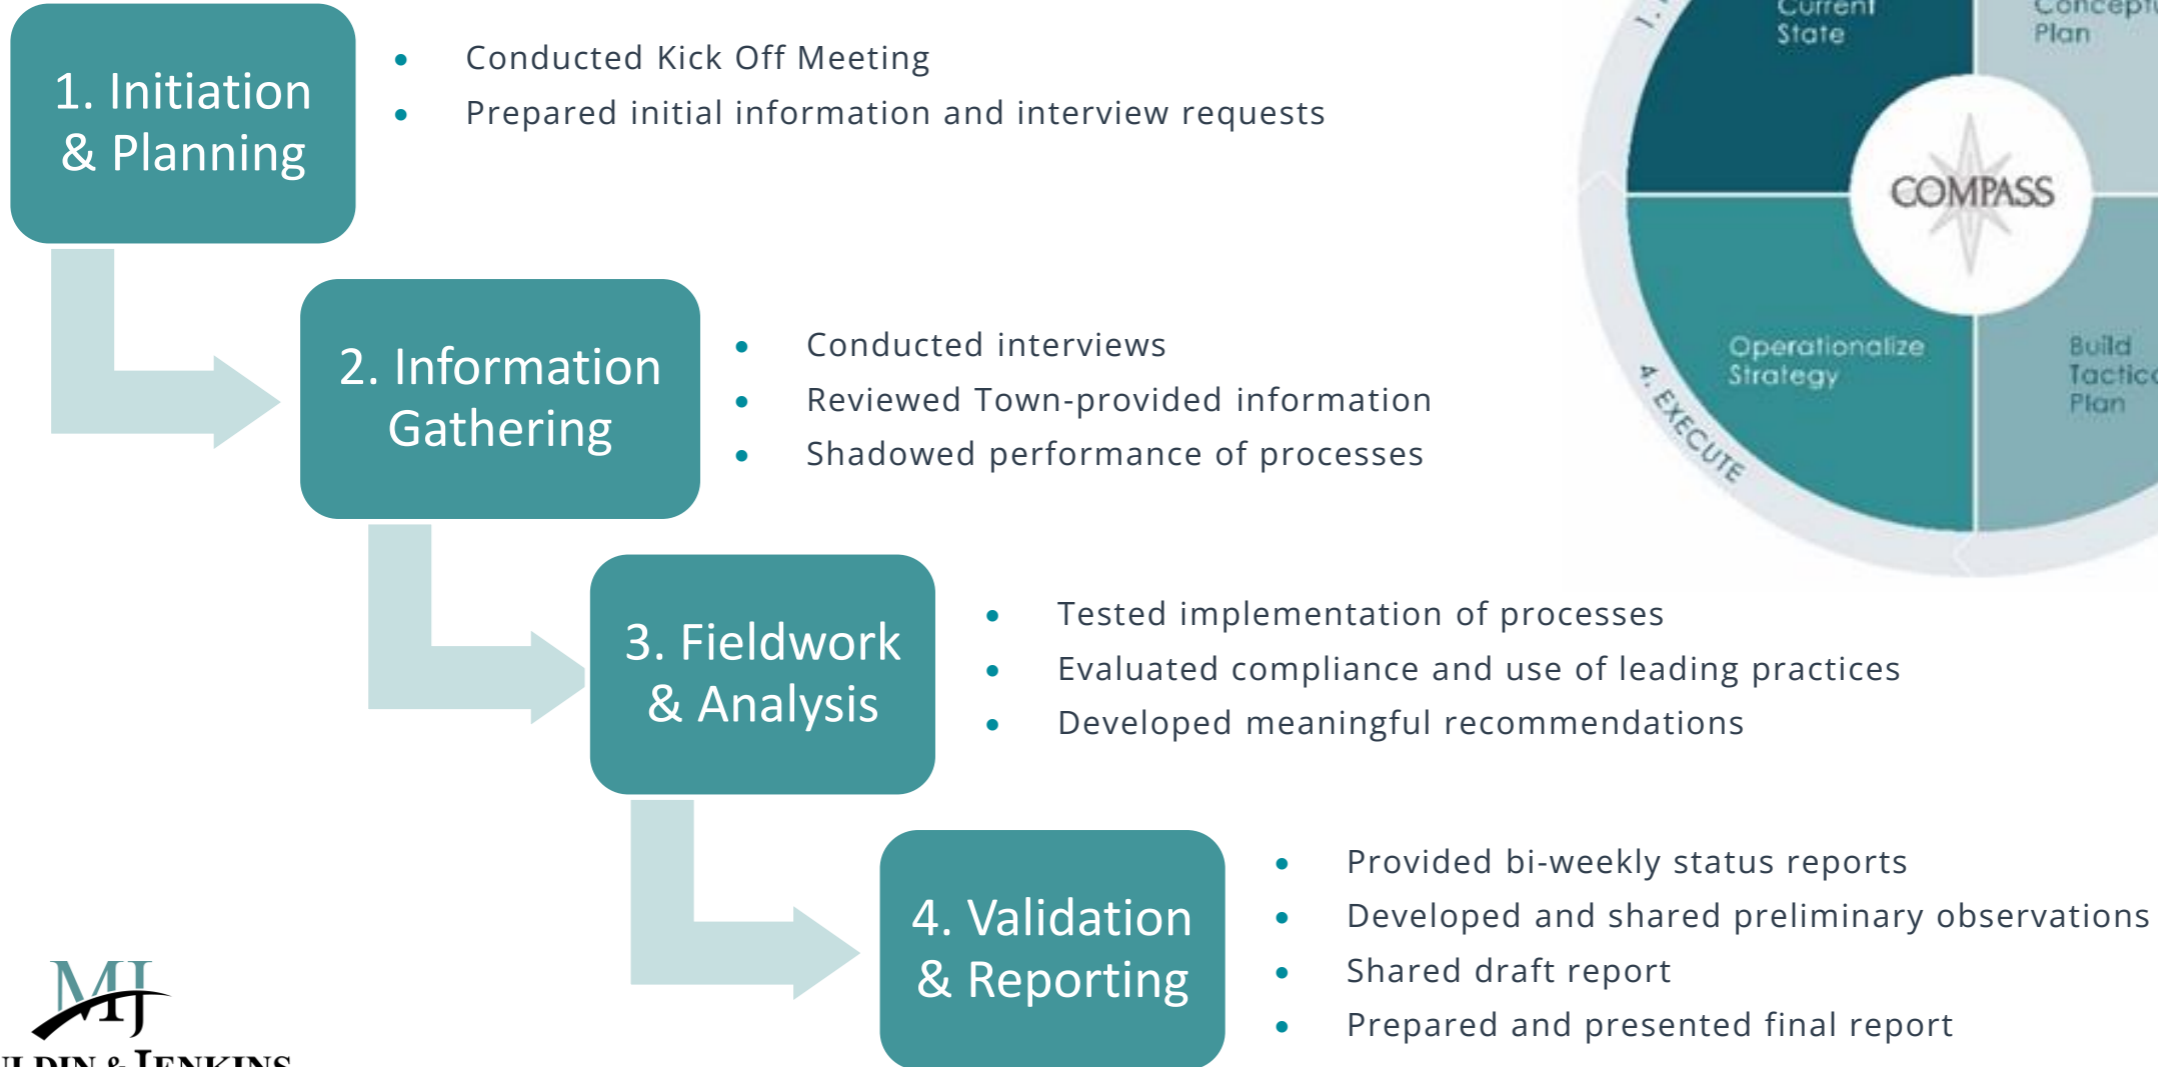 1. Initiation
& Planning
• Conducted Kick Off Meeting
• Prepared initial information and interview requests
2. Information
Gathering
• Conducted interviews
• Reviewed Town-provided information
• Shadowed performance of processes
3. Fieldwork
& Analysis
• Tested implementation of processes
• Evaluated compliance and use of leading practices
• Developed meaningful recommendations
4. Validation
& Reporting
• Provided bi-weekly status reports
• Developed and shared preliminary observations
• Shared draft report
• Prepared and presented final report
1.
Current
State
Plan
COMPASS
Operationalize
Strategy
Build
Plan
4. EXECUTE
MJ
& JENKINS